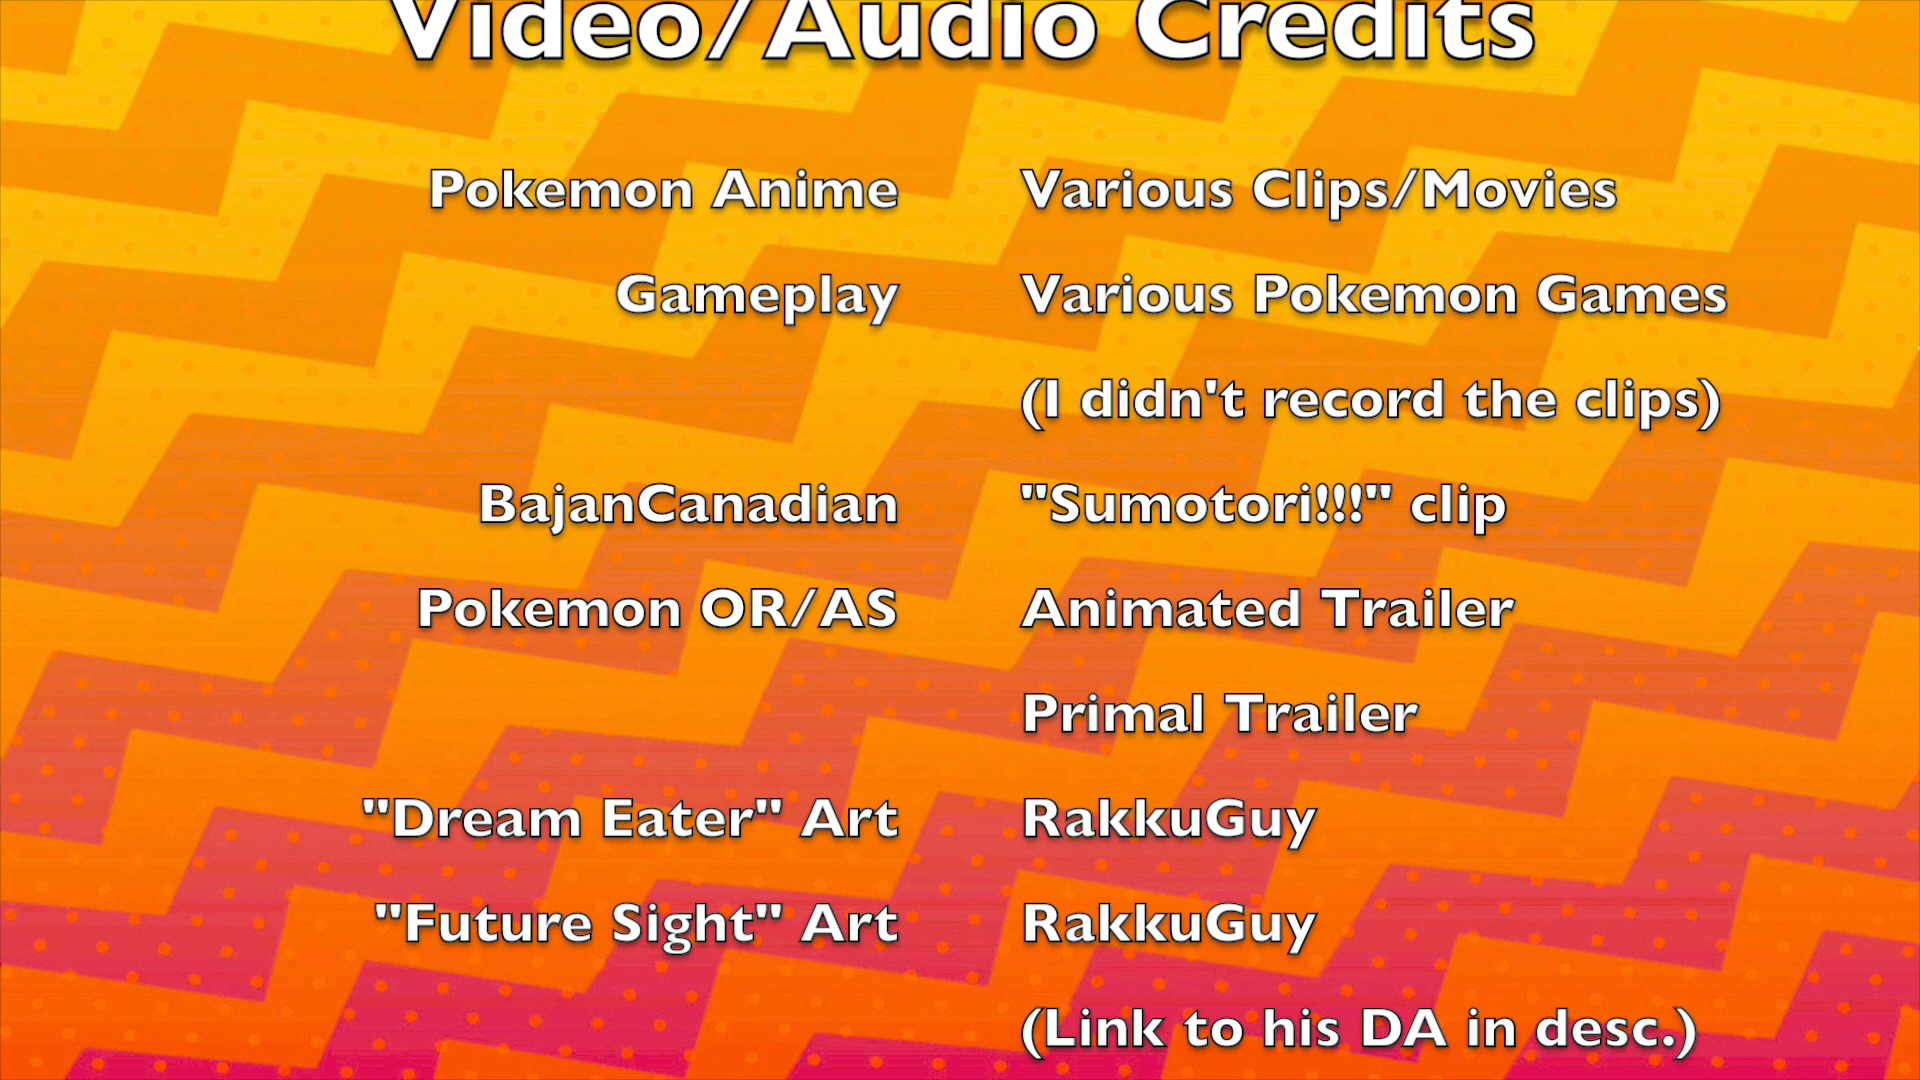 Video/Audio Credits
Pokemon Anime Various Clips/Movies
Gameplay Various Pokemon Games
(I didn't record the clips)
BajanCanadian "Sumotori!!!" clip
Pokemon OR/AS Animated Trailer
Primal Trailer
"Dream Eater" Art RakkuGuy
"Future Sight" Art RakkuGuy
(Link to his DA in desc.)